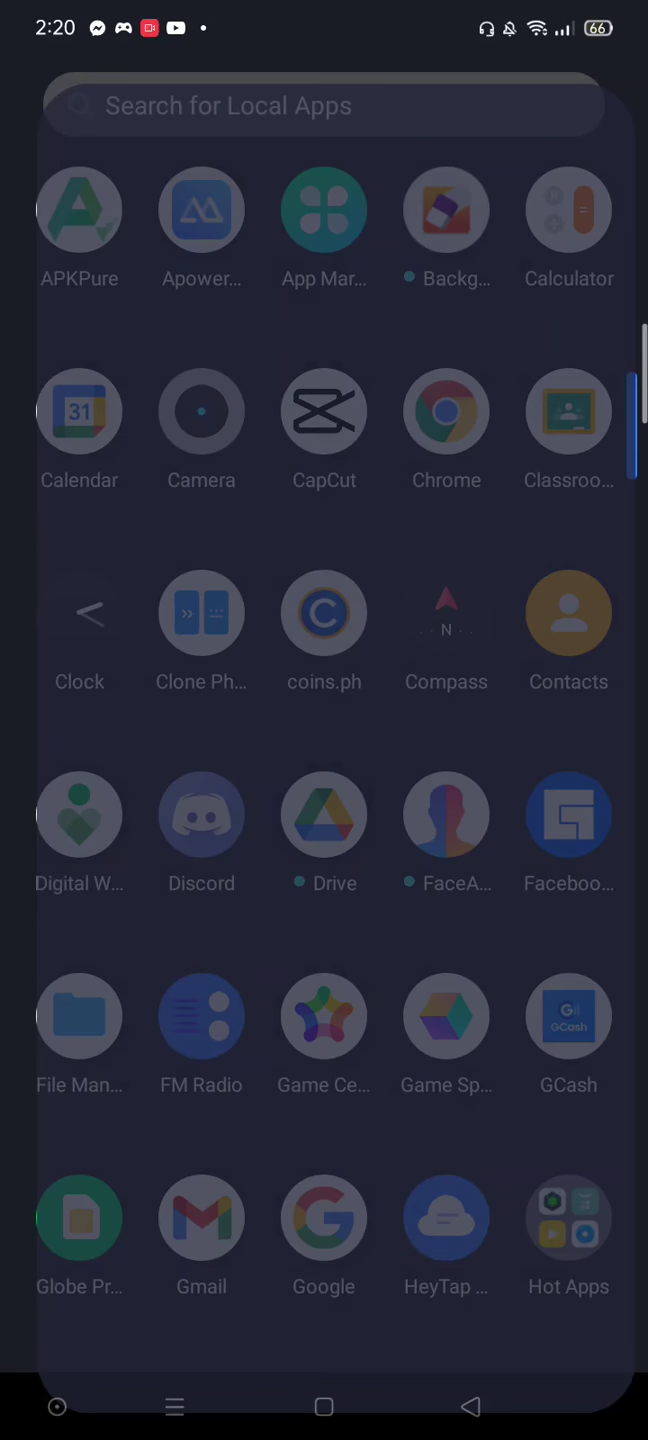 2:20
66
Search for Local Apps
APKPure Apower... App Mar... Backg... Calculator
31
Calendar Camera CapCut Chrome Classroo...
N
Clock Clone Ph... coins.ph Compass Contacts
Digital W... Discord Drive FaceA... Faceboo...
G
GCash
File Man... FM Radio Game Ce... Game Sp... GCash
Globe Pr... Gmail Google HeyTap ... Hot Apps